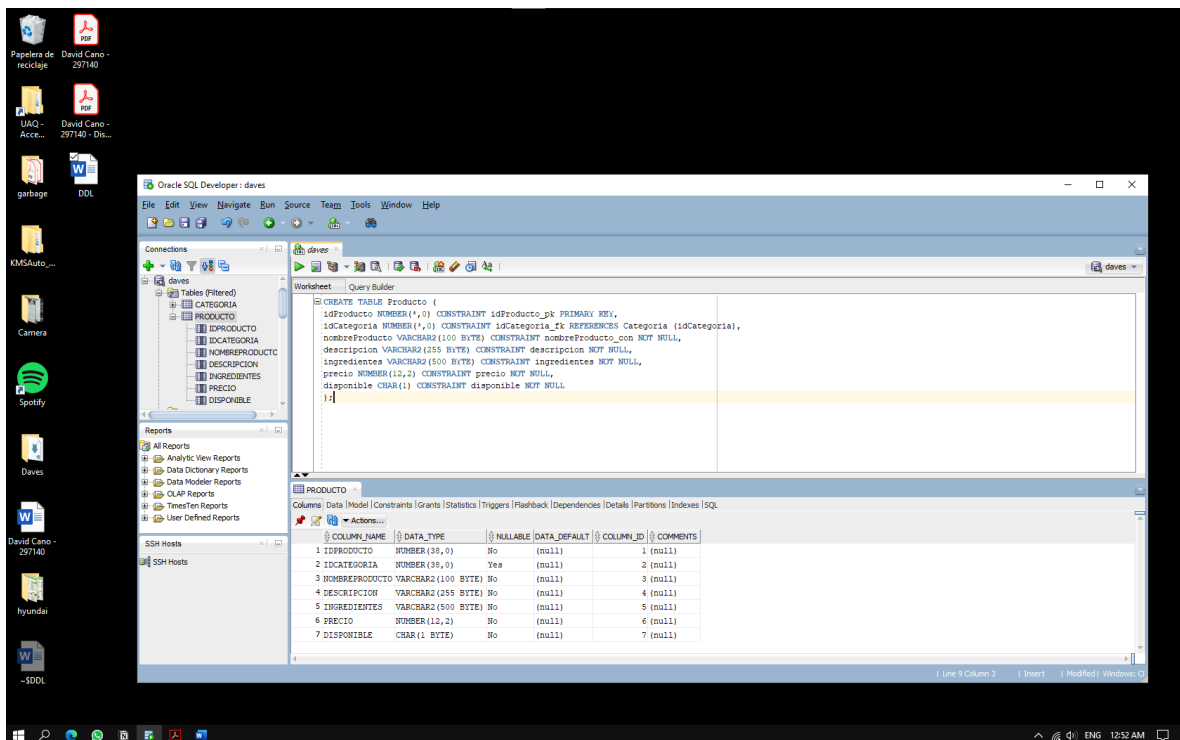 Papelera de reciclaje
David Cano - 297140
UAQ - Acce...
David Cano - 297140 - Dis...
garbage
DDL
KMSAuto_...
Camera
Spotify
Daves
David Cano - 297140
hyundai
~$DDL
Oracle SQL Developer : daves
File Edit View Navigate Run Source Team Tools Window Help
Connections
daves
Tables (Filtered)
CATEGORIA
PRODUCTO
IDPRODUCTO
IDCATEGORIA
NOMBREPRODUCTO
DESCRIPCION
INGREDIENTES
PRECIO
DISPONIBLE
Reports
All Reports
Analytic View Reports
Data Dictionary Reports
Data Modeler Reports
OLAP Reports
TimesTen Reports
User Defined Reports
SSH Hosts
SSH Hosts
daves
daves
Worksheet Query Builder
CREATE TABLE Producto (
idProducto NUMBER(*,0) CONSTRAINT idProducto_pk PRIMARY KEY,
idCategoria NUMBER(*,0) CONSTRAINT idCategoria_fk REFERENCES Categoria (idCategoria),
nombreProducto VARCHAR2(100 BYTE) CONSTRAINT nombreProducto_con NOT NULL,
descripcion VARCHAR2(255 BYTE) CONSTRAINT descripcion NOT NULL,
ingredientes VARCHAR2(500 BYTE) CONSTRAINT ingredientes NOT NULL,
precio NUMBER(12,2) CONSTRAINT precio NOT NULL,
disponible CHAR(1) CONSTRAINT disponible NOT NULL
);
PRODUCTO
Columns Data Model Constraints Grants Statistics Triggers Flashback Dependencies Details Partitions Indexes SQL
Actions...
COLUMN_NAME DATA_TYPE NULLABLE DATA_DEFAULT COLUMN_ID COMMENTS
1 IDPRODUCTO NUMBER(38,0) No (null) 1 (null)
2 IDCATEGORIA NUMBER(38,0) Yes (null) 2 (null)
3 NOMBREPRODUCTO VARCHAR2(100 BYTE) No (null) 3 (null)
4 DESCRIPCION VARCHAR2(255 BYTE) No (null) 4 (null)
5 INGREDIENTES VARCHAR2(500 BYTE) No (null) 5 (null)
6 PRECIO NUMBER(12,2) No (null) 6 (null)
7 DISPONIBLE CHAR(1 BYTE) No (null) 7 (null)
Line 9 Column 3 Insert Modified Windows: C
ENG 12:52 AM